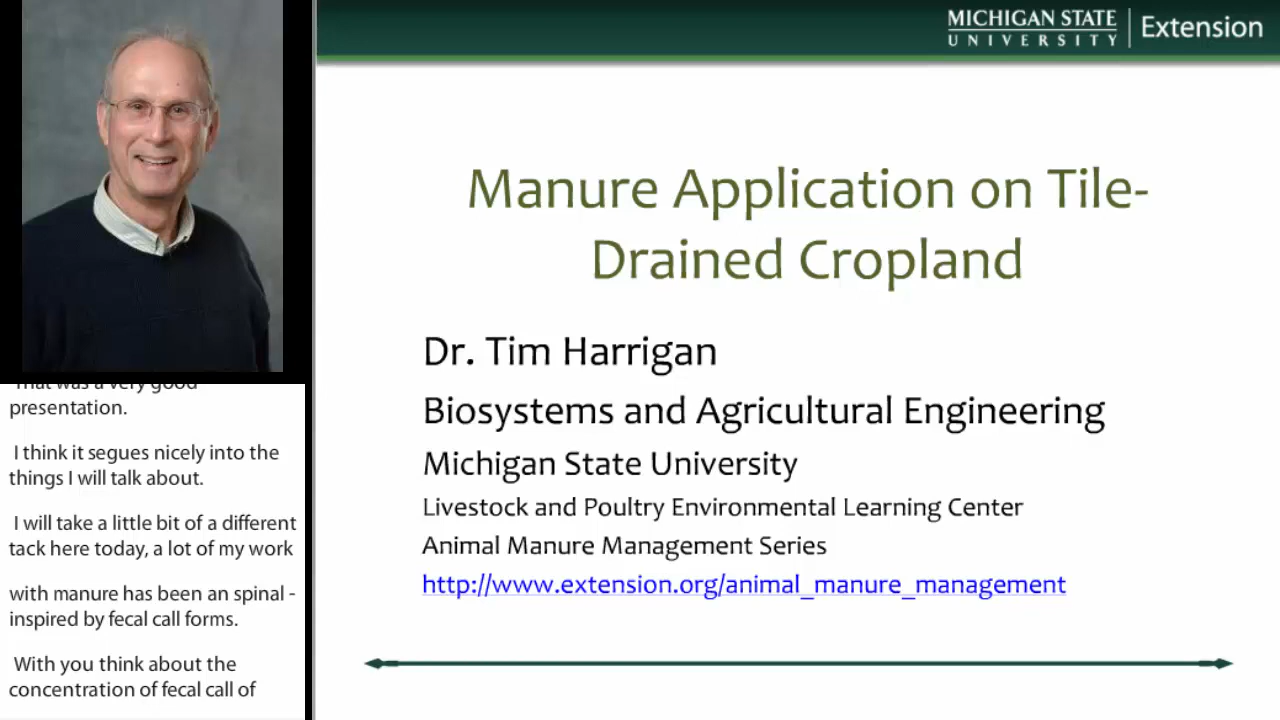 MICHIGAN STATE
UNIVERSITY
Extension
Manure Application on Tile-
Drained Cropland
Dr. Tim Harrigan
Biosystems and Agricultural Engineering
Michigan State University
Livestock and Poultry Environmental Learning Center
Animal Manure Management Series
http://www.extension.org/animal_manure_management
That was a very good
presentation.
I think it segues nicely into the
things I will talk about.
I will take a little bit of a different
tack here today, a lot of my work
with manure has been an spinal -
inspired by fecal call forms.
With you think about the
concentration of fecal call of